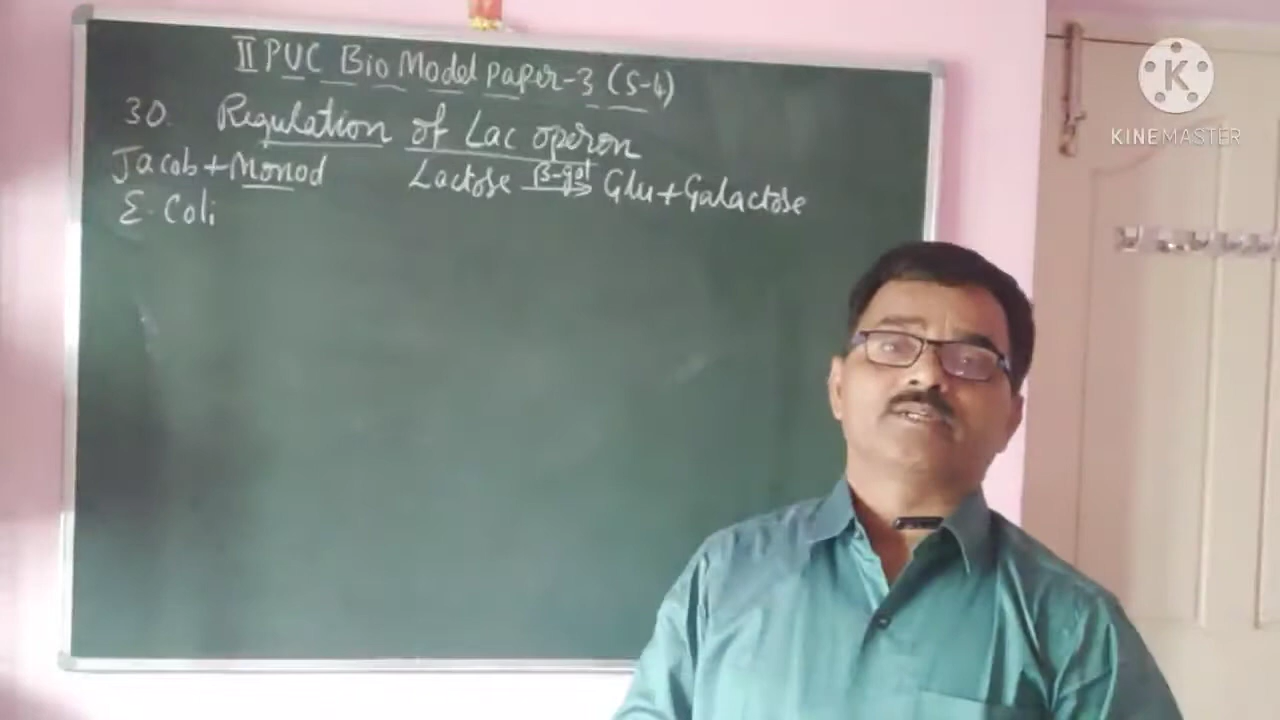 II PUC Bio Model Paper-3 (S-4)
30. Regulation of Lac operon
Jacob + Monod Lactose β-gal → Glu + Galactose
E. Coli
K
KINEMASTER